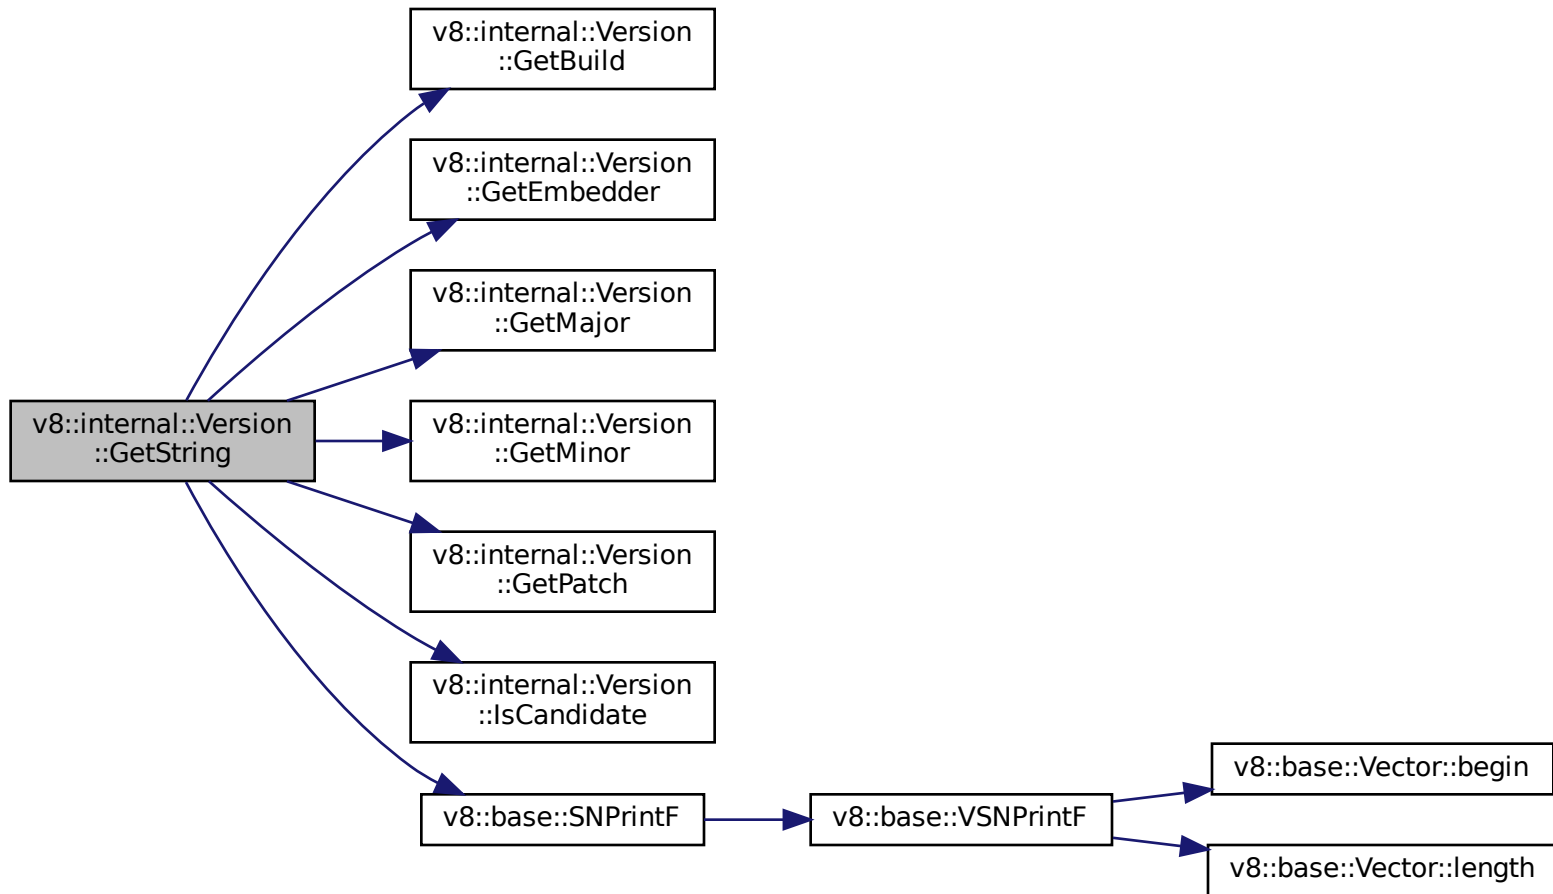 v8::internal::Version
::GetBuild
v8::internal::Version
::GetEmbedder
v8::internal::Version
::GetMajor
v8::internal::Version
::GetString
v8::internal::Version
::GetMinor
v8::internal::Version
::GetPatch
v8::internal::Version
::IsCandidate
v8::base::SNPrintF
v8::base::VSNPrintF
v8::base::Vector::begin
v8::base::Vector::length